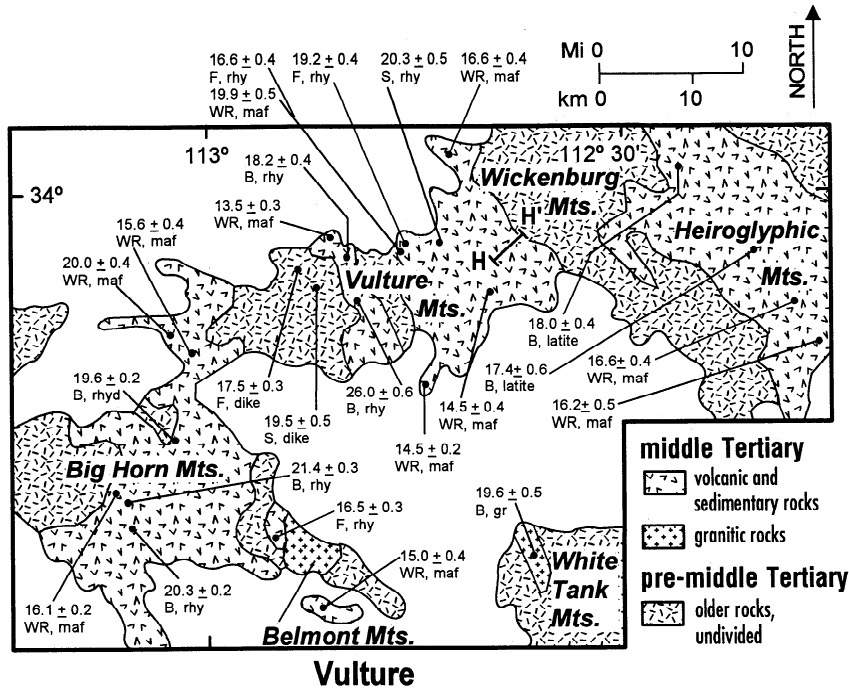 Mi 0 10
km 0 10
NORTH
16.6 ± 0.4
F, rhy
19.9 ± 0.5
WR, maf
19.2 ± 0.4
F, rhy
20.3 ± 0.5
S, rhy
16.6 ± 0.4
WR, maf
113°
112° 30'
34°
18.2 ± 0.4
B, rhy
13.5 ± 0.3
WR, maf
15.6 ± 0.4
WR, maf
20.0 ± 0.4
WR, maf
Wickenburg
Mts.
H'
H
Heiroglyphic
Mts.
Vulture
Mts.
18.0 ± 0.4
B, latite
17.4 ± 0.6
B, latite
16.6 ± 0.4
WR, maf
16.2 ± 0.5
WR, maf
19.6 ± 0.2
B, rhyd
17.5 ± 0.3
F, dike
19.5 ± 0.5
S, dike
26.0 ± 0.6
B, rhy
14.5 ± 0.4
WR, maf
14.5 ± 0.2
WR, maf
Big Horn Mts.
21.4 ± 0.3
B, rhy
16.5 ± 0.3
F, rhy
19.6 ± 0.5
B, gr
15.0 ± 0.4
WR, maf
20.3 ± 0.2
B, rhy
16.1 ± 0.2
WR, maf
Belmont Mts.
White
Tank
Mts.
middle Tertiary
volcanic and
sedimentary rocks
granitic rocks
pre-middle Tertiary
older rocks,
undivided
Vulture